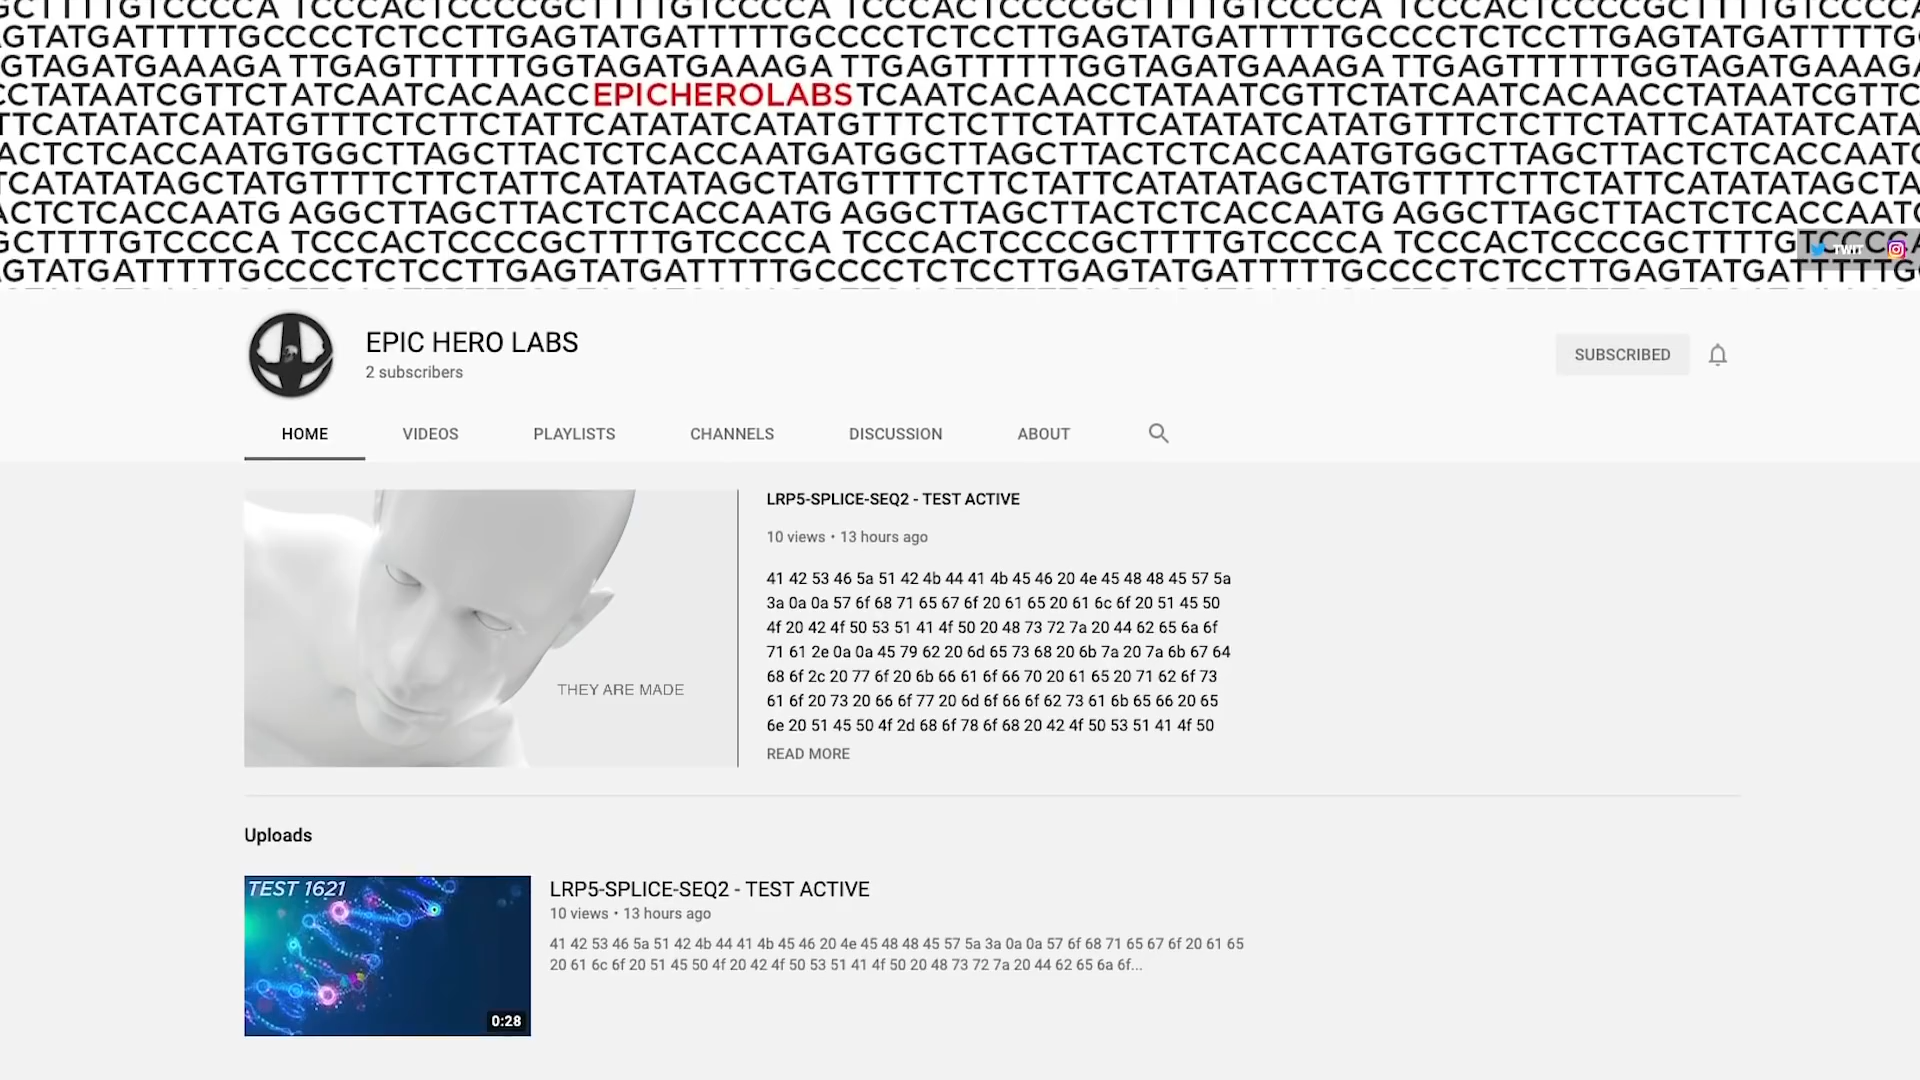 GCTTTTGTCCCCA TCCCACTCCCCGCTTTTGTCCCCA TCCCACTCCCCGCTTTTGTCCCCA TCCCACTCCCCGCTTTTGTCCCCA
GTATGATTTTTGCCCCTCTCCTTGAGTATGATTTTTGCCCCTCTCCTTGAGTATGATTTTTGCCCCTCTCCTTGAGTATGATTTTTG
GTAGATGAAAGA TTGAGTTTTTTGGTAGATGAAAGA TTGAGTTTTTTGGTAGATGAAAGA TTGAGTTTTTTGGTAGATGAAAGA
CCTATAATCGTTCTATCAATCACAACCEPICHEROLABSTCAATCACAACCTATAATCGTTCTATCAATCACAACCTATAATCGTTC
TTCATATATCATATGTTTCTCTTCTATTCATATATCATATGTTTCTCTTCTATTCATATATCATATGTTTCTCTTCTATTCATATATCATA
ACTCTCACCAATGTGGCTTAGCTTACTCTCACCAATGATGGCTTAGCTTACTCTCACCAATGTGGCTTAGCTTACTCTCACCAATG
TCATATATAGCTATGTTTTCTTCTATTCATATATAGCTATGTTTTCTTCTATTCATATATAGCTATGTTTTCTTCTATTCATATATAGCTA
ACTCTCACCAATG AGGCTTAGCTTACTCTCACCAATG AGGCTTAGCTTACTCTCACCAATG AGGCTTAGCTTACTCTCACCAATG
GCTTTTGTCCCCA TCCCACTCCCCGCTTTTGTCCCCA TCCCACTCCCCGCTTTTGTCCCCA TCCCACTCCCCGCTTTTGTCCCCA
TWIT
GTATGATTTTTGCCCCTCTCCTTGAGTATGATTTTTGCCCCTCTCCTTGAGTATGATTTTTGCCCCTCTCCTTGAGTATGATTTTTG
EPIC HERO LABS
2 subscribers
SUBSCRIBED
HOME VIDEOS PLAYLISTS CHANNELS DISCUSSION ABOUT
THEY ARE MADE
LRP5-SPLICE-SEQ2 - TEST ACTIVE
10 views • 13 hours ago
41 42 53 46 5a 51 42 4b 44 41 4b 45 46 20 4e 45 48 48 45 57 5a
3a 0a 0a 57 6f 68 71 65 67 6f 20 61 65 20 61 6c 6f 20 51 45 50
4f 20 42 4f 50 53 51 41 4f 50 20 48 73 72 7a 20 44 62 65 6a 6f
71 61 2e 0a 0a 45 79 62 20 6d 65 73 68 20 6b 7a 20 7a 6b 67 64
68 6f 2c 20 77 6f 20 6b 66 61 6f 66 70 20 61 65 20 71 62 6f 73
61 6f 20 73 20 66 6f 77 20 6d 6f 66 6f 62 73 61 6b 65 66 20 65
6e 20 51 45 50 4f 2d 68 6f 78 6f 68 20 42 4f 50 53 51 41 4f 50
READ MORE
Uploads
TEST 1621
0:28
LRP5-SPLICE-SEQ2 - TEST ACTIVE
10 views • 13 hours ago
41 42 53 46 5a 51 42 4b 44 41 4b 45 46 20 4e 45 48 48 45 57 5a 3a 0a 0a 57 6f 68 71 65 67 6f 20 61 65
20 61 6c 6f 20 51 45 50 4f 20 42 4f 50 53 51 41 4f 50 20 48 73 72 7a 20 44 62 65 6a 6f...